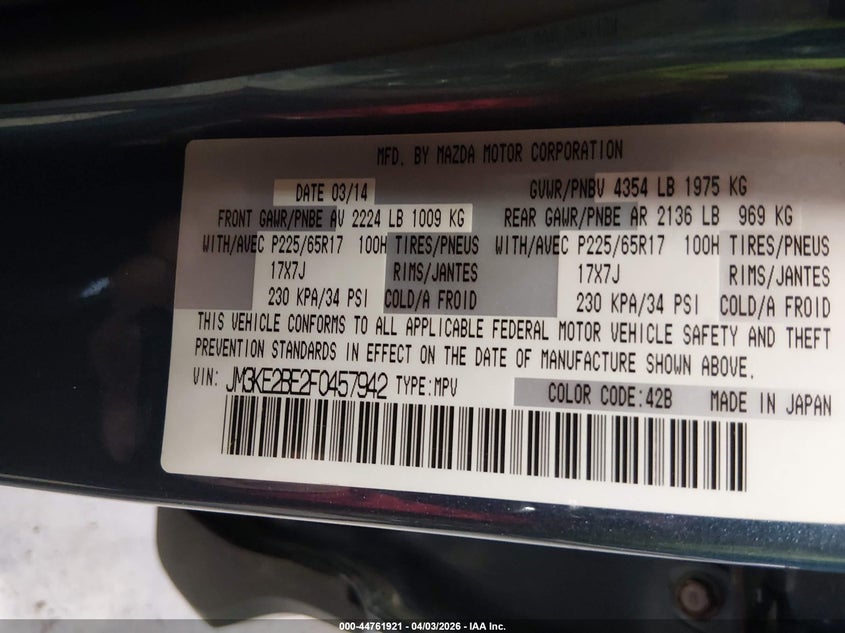 MFD. BY MAZDA MOTOR CORPORATION
DATE 03/14 GVWR/PNBV 4354 LB 1975 KG
FRONT GAWR/PNBE AV 2224 LB 1009 KG REAR GAWR/PNBE AR 2136 LB 969 KG
WITH/AVEC P225/65R17 100H TIRES/PNEUS WITH/AVEC P225/65R17 100H TIRES/PNEUS
17X7J RIMS/JANTES 17X7J RIMS/JANTES
230 KPA/34 PSI COLD/A FROID 230 KPA/34 PSI COLD/A FROID
THIS VEHICLE CONFORMS TO ALL APPLICABLE FEDERAL MOTOR VEHICLE SAFETY AND THEFT
PREVENTION STANDARDS IN EFFECT ON THE DATE OF MANUFACTURE SHOWN ABOVE.
VIN: JM3KE2BE2F0457942 TYPE:MPV COLOR CODE:42B MADE IN JAPAN
000-44761921 - 04/03/2026 - IAA Inc.